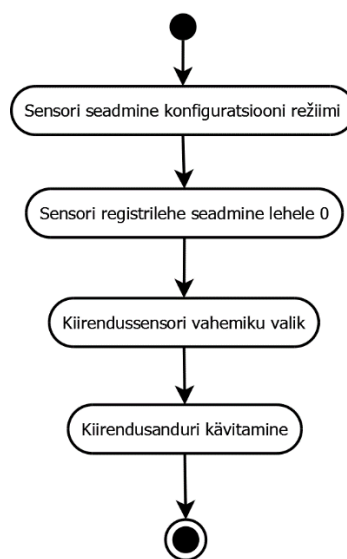 Sensori seadmine konfiguratsiooni režiimi
Sensori registrilehe seadmine lehele 0
Kiirendussensori vahemiku valik
Kiirendusanduri kävitamine